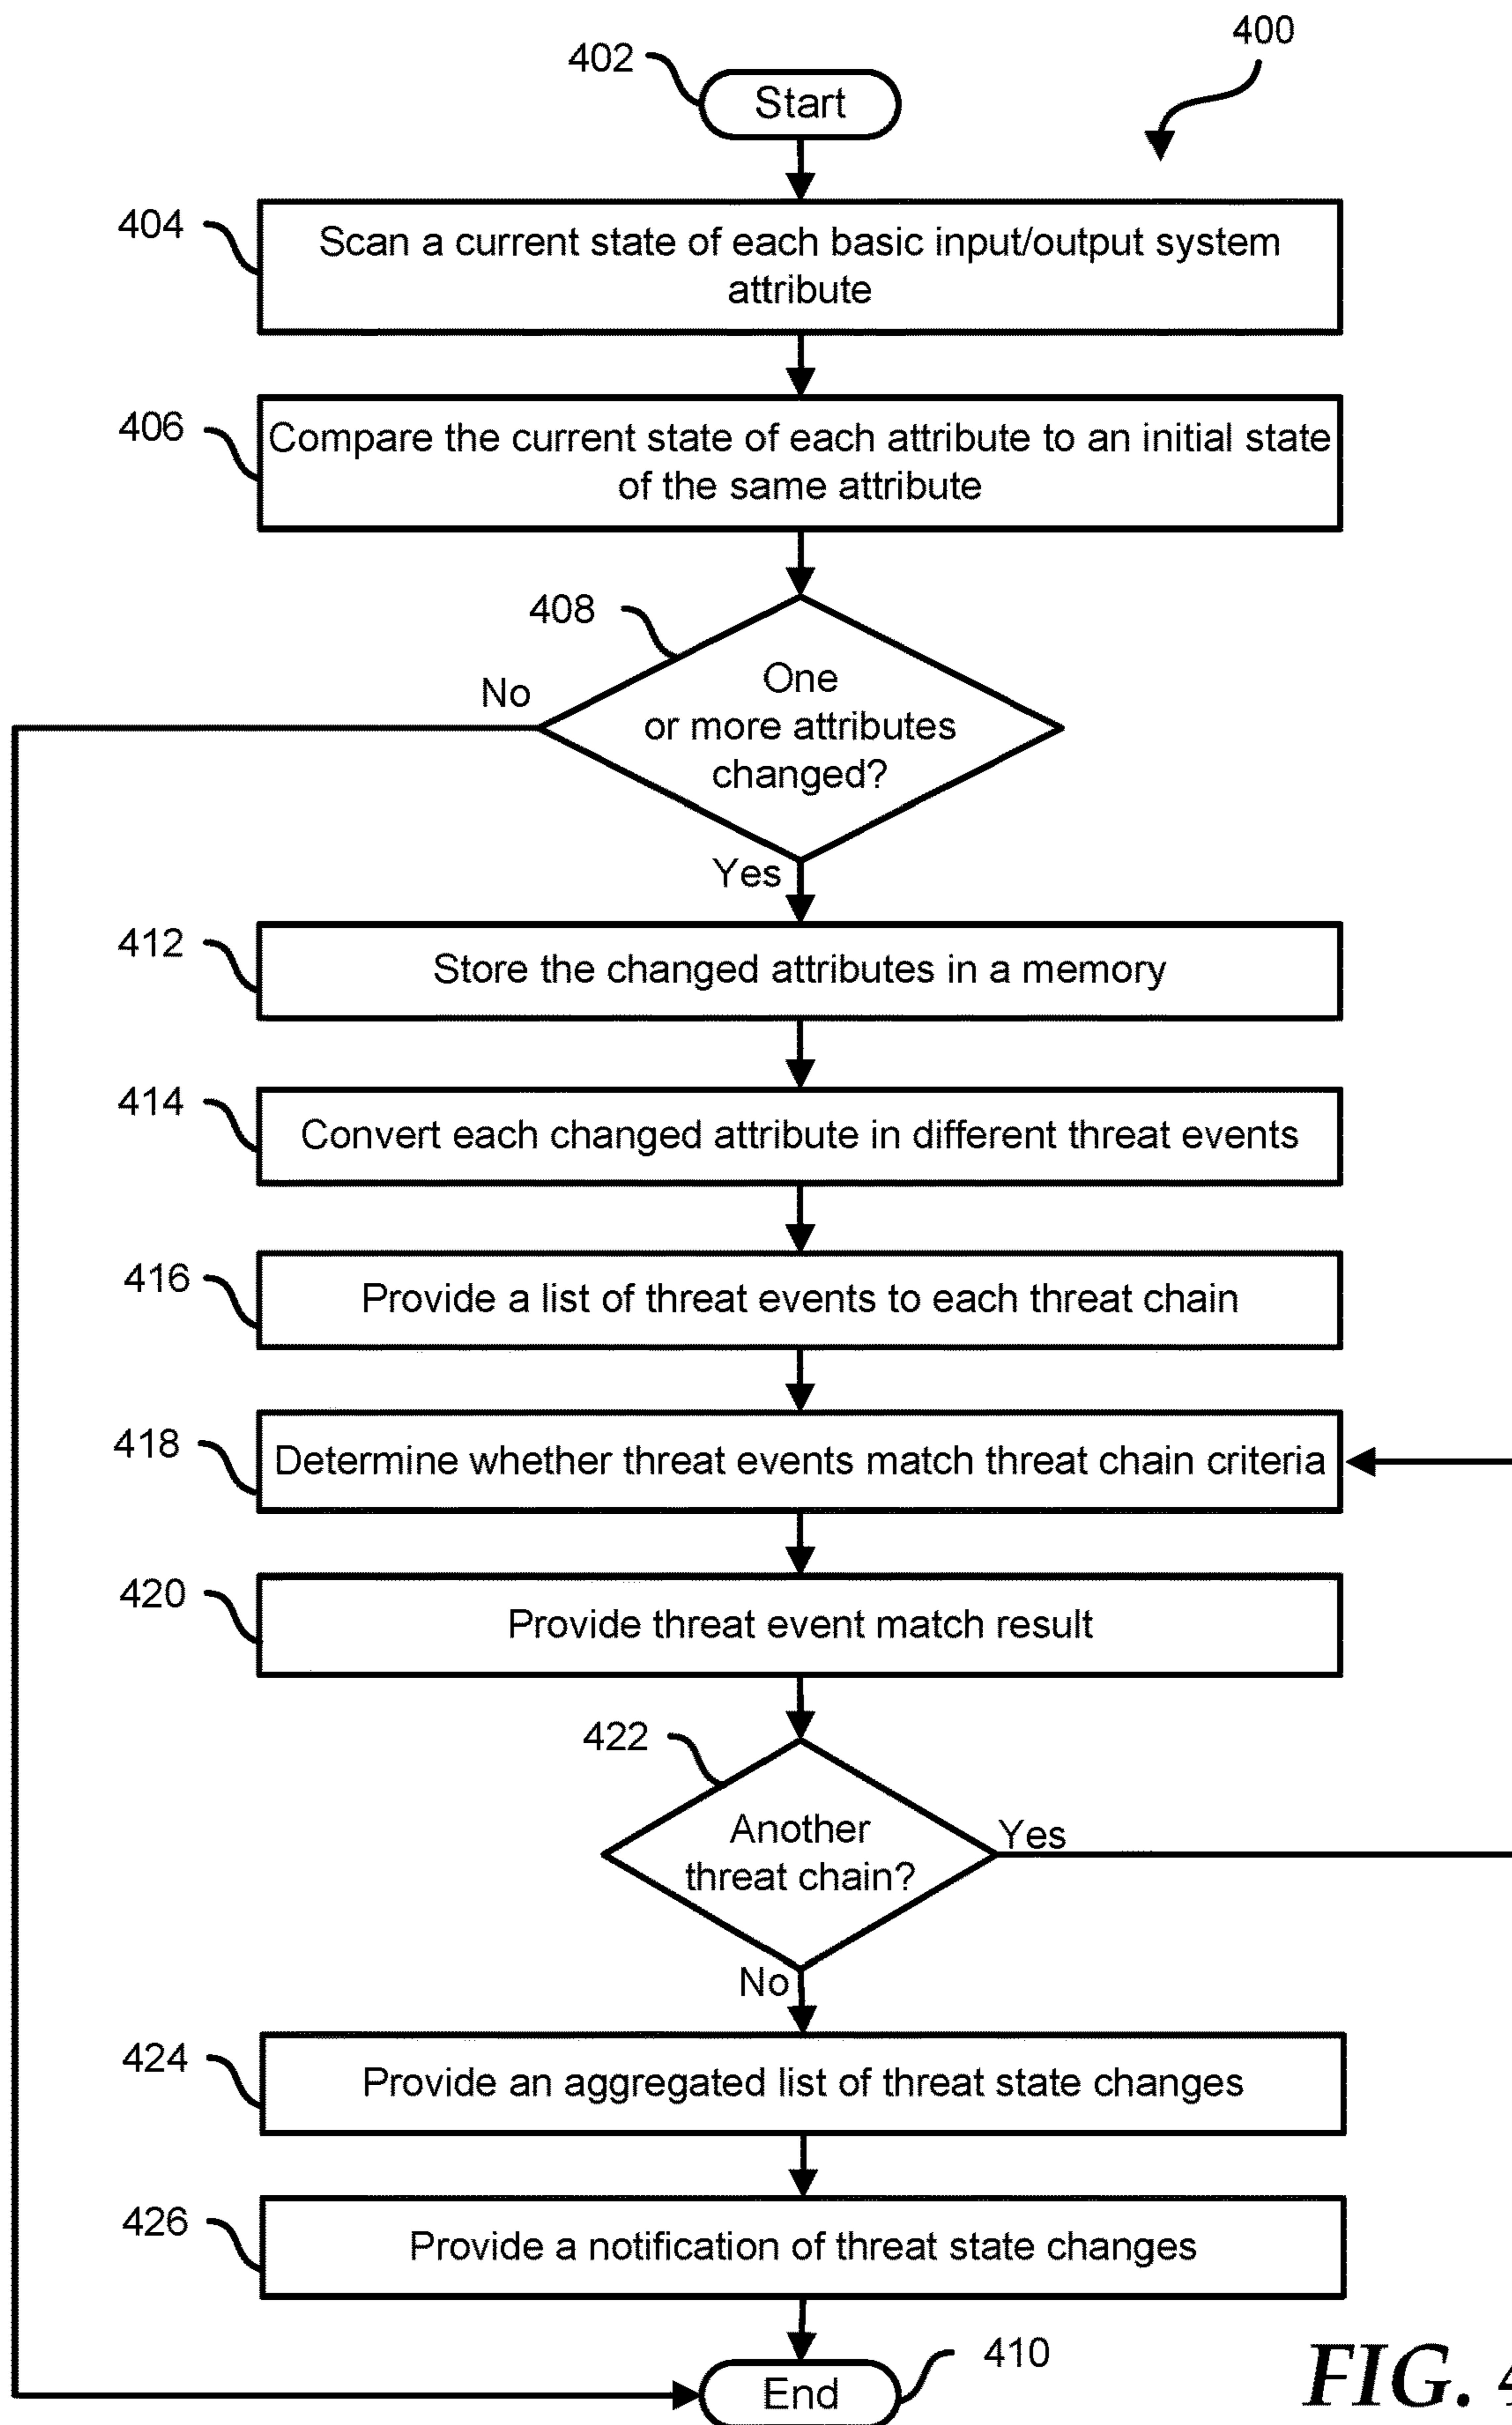 400
402
Start
404
Scan a current state of each basic input/output system
attribute
406
Compare the current state of each attribute to an initial state
of the same attribute
408
One
or more attributes
changed?
No
Yes
412
Store the changed attributes in a memory
414
Convert each changed attribute in different threat events
416
Provide a list of threat events to each threat chain
418
Determine whether threat events match threat chain criteria
420
Provide threat event match result
422
Another
threat chain?
Yes
No
424
Provide an aggregated list of threat state changes
426
Provide a notification of threat state changes
410
End
FIG. 4